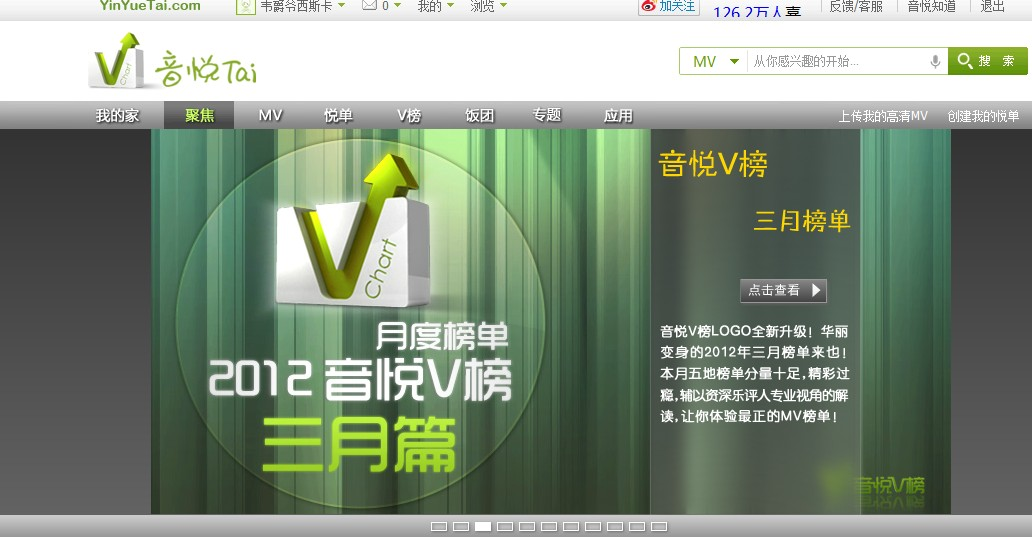 YinYueTai.com 韦爵爷西斯卡 0 我的 浏览 加关注 126.2万人 反馈/客服 音悦知道 退出
V Chart 音悦Tai
MV 从你感兴趣的开始... 搜 索
我的家 聚焦 MV 悦单 V榜 饭团 专题 应用 上传我的高清MV 创建我的悦单
V Chart
月度榜单
2012 音悦V榜
三月篇
音悦V榜
三月榜单
点击查看
音悦V榜LOGO全新升级！华丽
变身的2012年三月榜单来也！
本月五地榜单分量十足,精彩过
瘾,辅以资深乐评人专业视角的解
读,让你体验最正的MV榜单！
音悦V榜